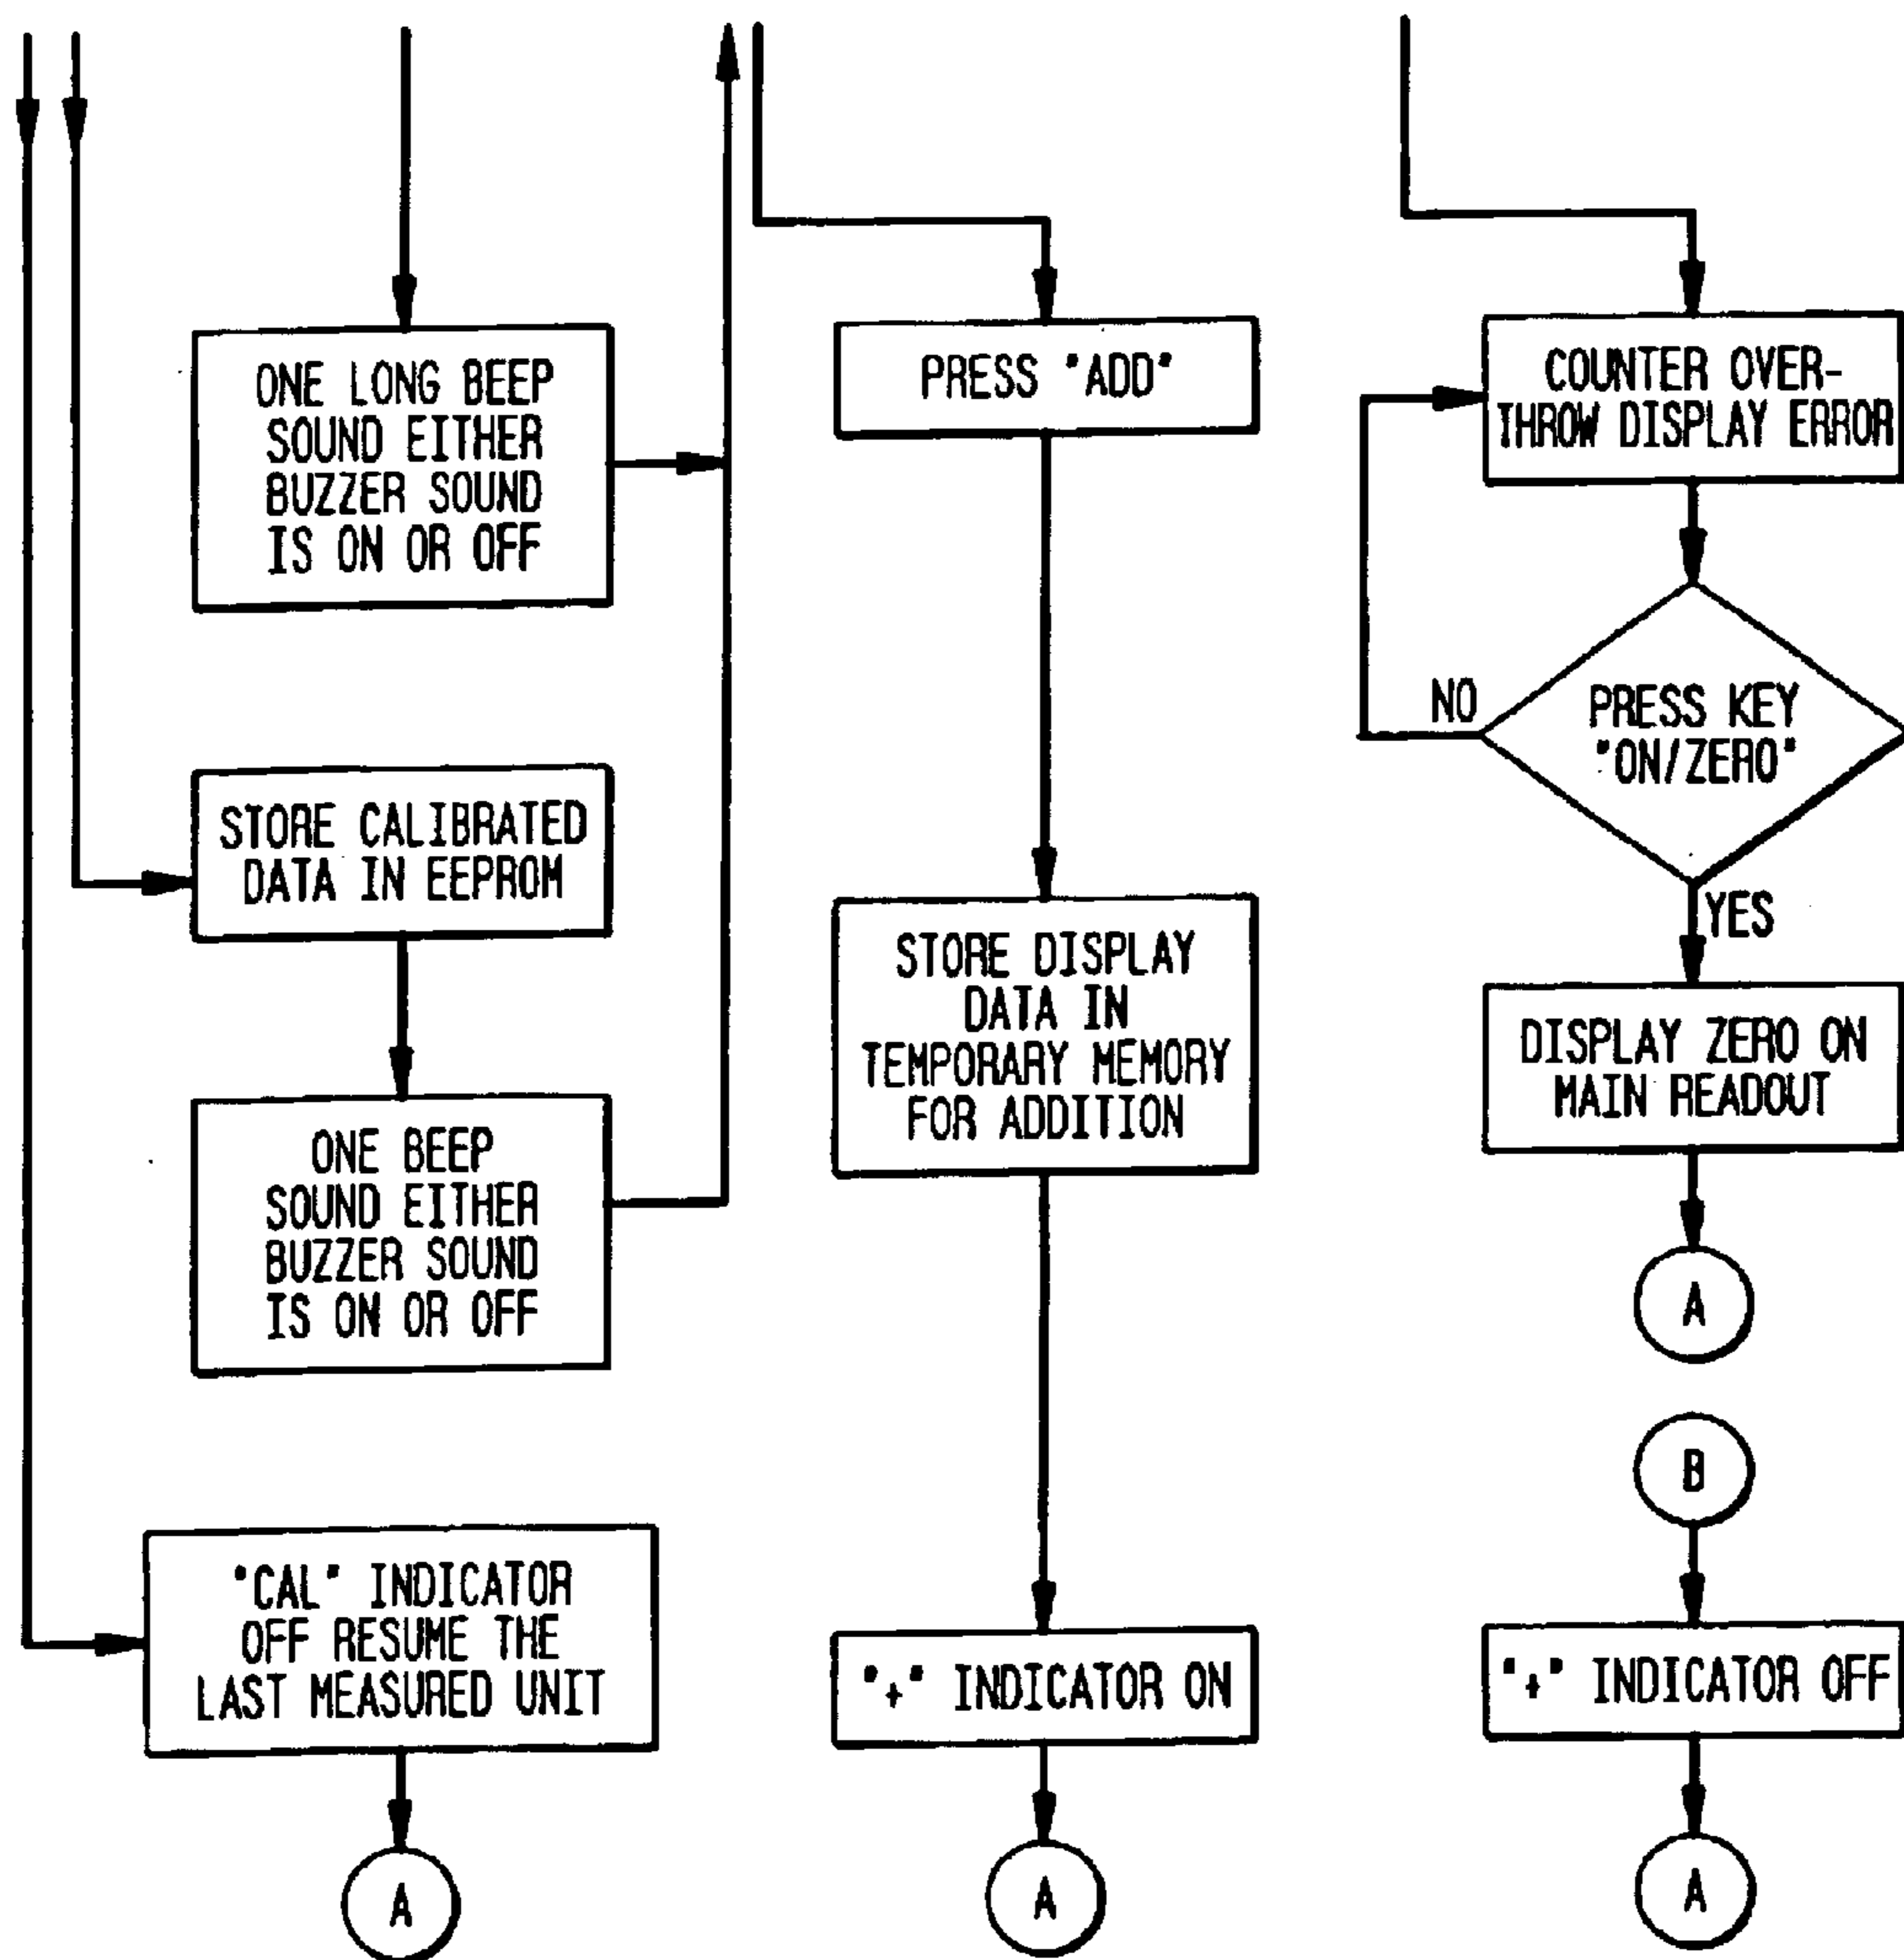 ONE LONG BEEP
SOUND EITHER
BUZZER SOUND
IS ON OR OFF
STORE CALIBRATED
DATA IN EEPROM
ONE BEEP
SOUND EITHER
BUZZER SOUND
IS ON OR OFF
"CAL" INDICATOR
OFF RESUME THE
LAST MEASURED UNIT
A
PRESS "ADD"
STORE DISPLAY
DATA IN
TEMPORARY MEMORY
FOR ADDITION
"+" INDICATOR ON
A
COUNTER OVER-
THROW DISPLAY ERROR
NO
PRESS KEY
"ON/ZERO"
YES
DISPLAY ZERO ON
MAIN READOUT
A
B
"+" INDICATOR OFF
A